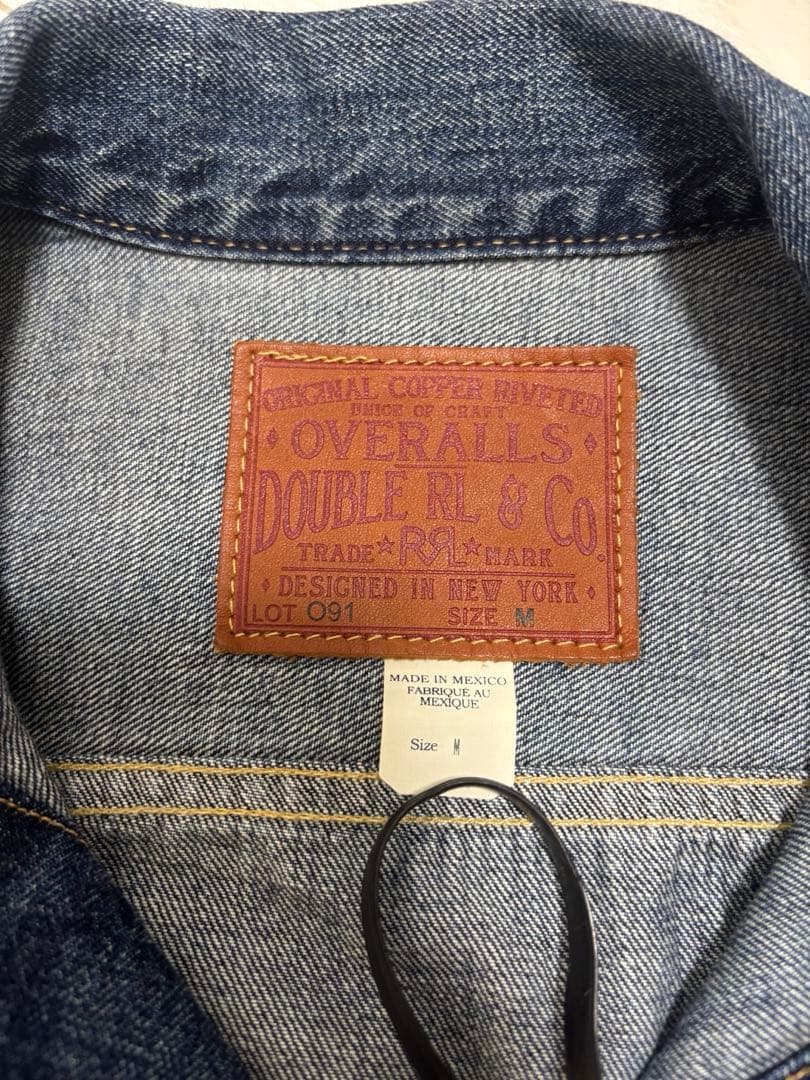 ORIGINAL COPPER RIVETED
UNION OF CRAFT
OVERALLS
DOUBLE RL & Co.
TRADE RRL MARK
DESIGNED IN NEW YORK
LOT 091 SIZE M
MADE IN MEXICO
FABRIQUÉ AU
MEXIQUE
Size M